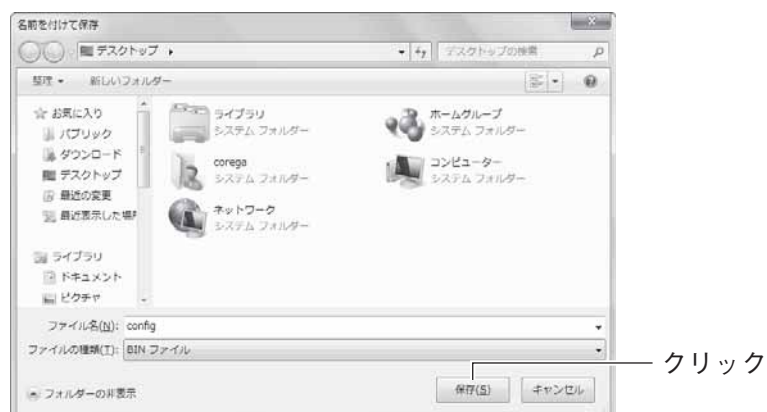 名前を付けて保存
デスクトップ
デスクトップの検索
整理 新しいフォルダー
お気に入り
パブリック
ダウンロード
デスクトップ
最近の変更
最近表示した場所
ライブラリ
ドキュメント
ピクチャ
ライブラリ
システム フォルダー
ホームグループ
システム フォルダー
corega
システム フォルダー
コンピューター
システム フォルダー
ネットワーク
システム フォルダー
ファイル名(N): config
ファイルの種類(T): BIN ファイル
フォルダーの非表示
保存(S) キャンセル
クリック